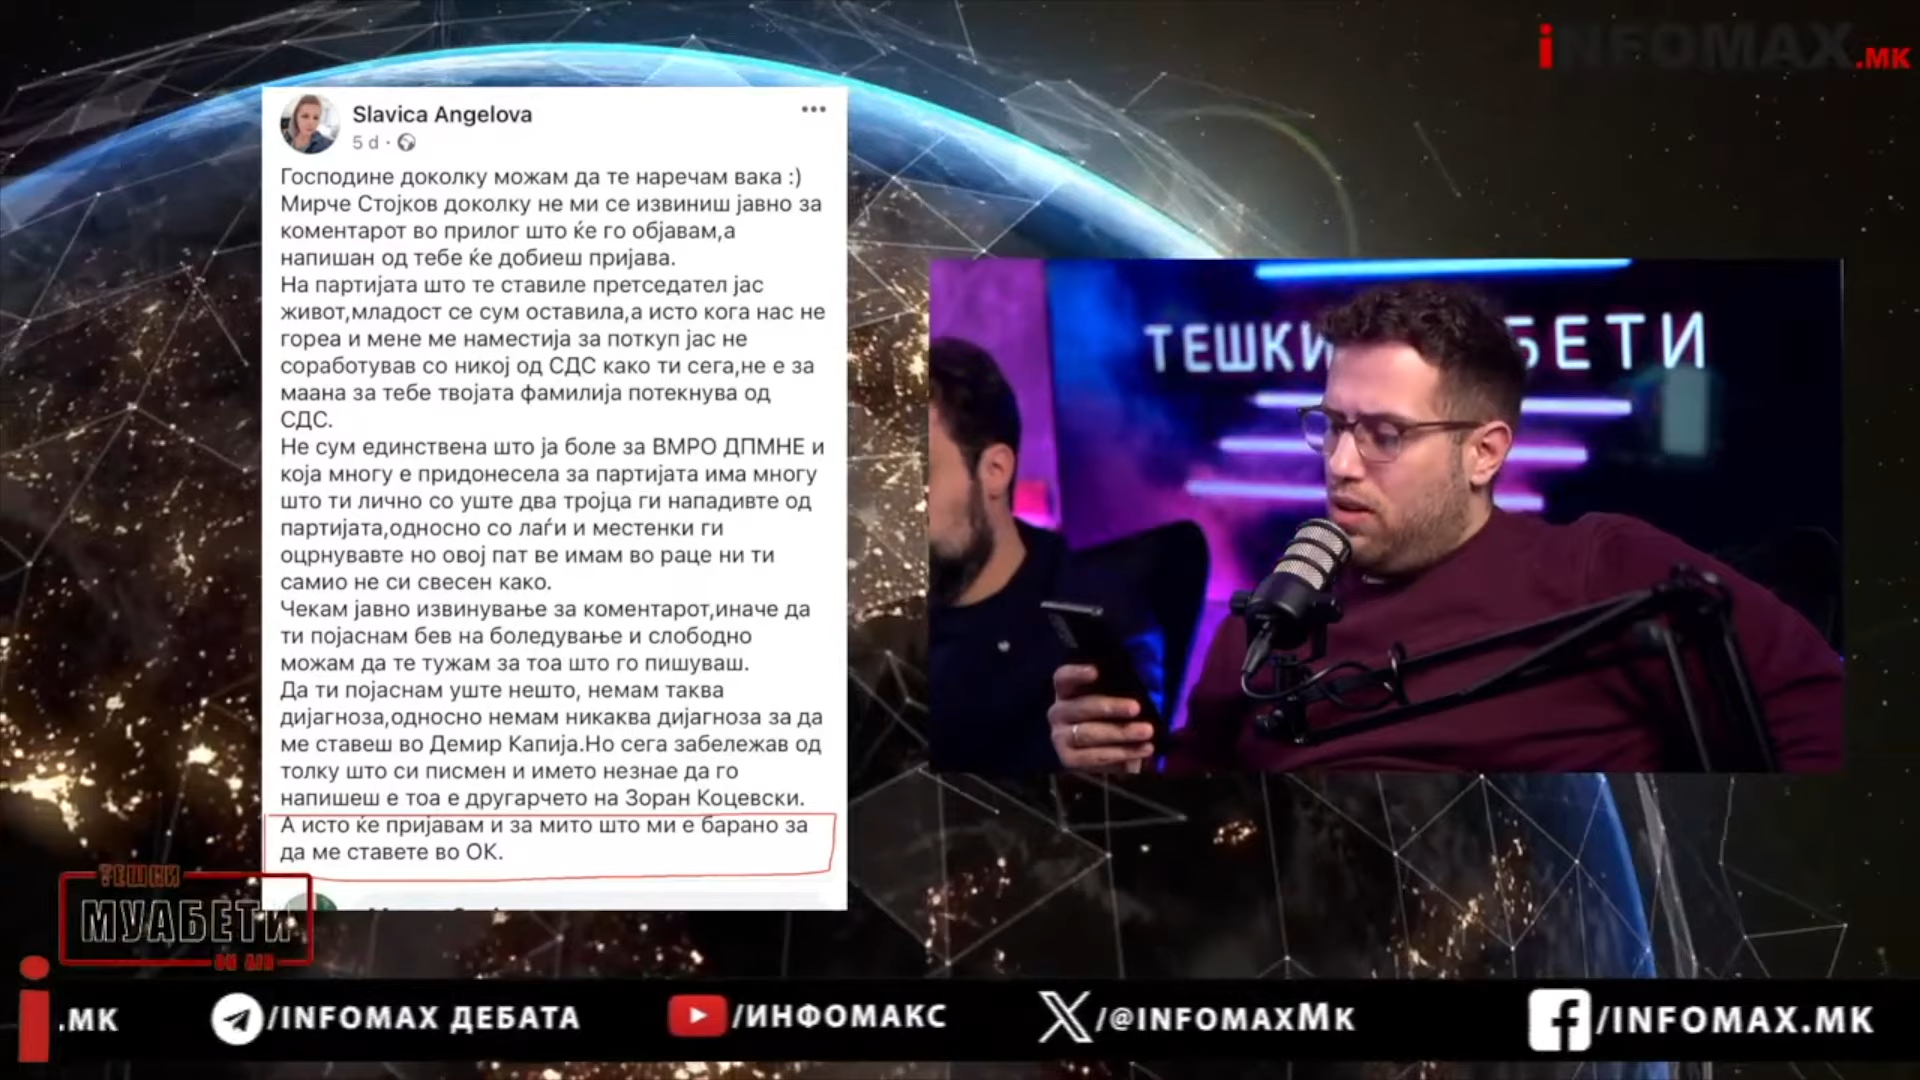 iNFOMAX.MK
Slavica Angelova
5 d
Господине доколку можам да те наречам вака :)
Мирче Стојков доколку не ми се извиниш јавно за
коментарот во прилог што ќе го објавам,а
напишан од тебе ќе добиеш пријава.
На партијата што те ставиле претседател јас
живот,младост се сум оставила,а исто кога нас не
гореа и мене ме наместија за поткуп јас не
соработував со никој од СДС како ти сега,не е за
маана за тебе твојата фамилија потекнува од
СДС.
Не сум единствена што ја боле за ВМРО ДПМНЕ и
која многу е придонесела за партијата има многу
што ти лично со уште два тројца ги нападивте од
партијата,односно со лаѓи и местенки ги
оцрнувавте но овој пат ве имам во раце ни ти
самио не си свесен како.
Чекам јавно извинување за коментарот,иначе да
ти појаснам бев на боледување и слободно
можам да те тужам за тоа што го пишуваш.
Да ти појаснам уште нешто, немам таква
дијагноза,односно немам никаква дијагноза за да
ме ставеш во Демир Капија.Но сега забележав од
толку што си писмен и името незнае да го
напишеш е тоа е другарчето на Зоран Коцевски.
А исто ќе пријавам и за мито што ми е барано за
да ме ставете во ОК.
ТЕШКИ
БЕТИ
ТЕШКИ
МУАБЕТИ
ON AIR
i.MK
/INFOMAX ДЕБАТА
/ИНФОМАКС
/@INFOMAXMK
/INFOMAX.MK